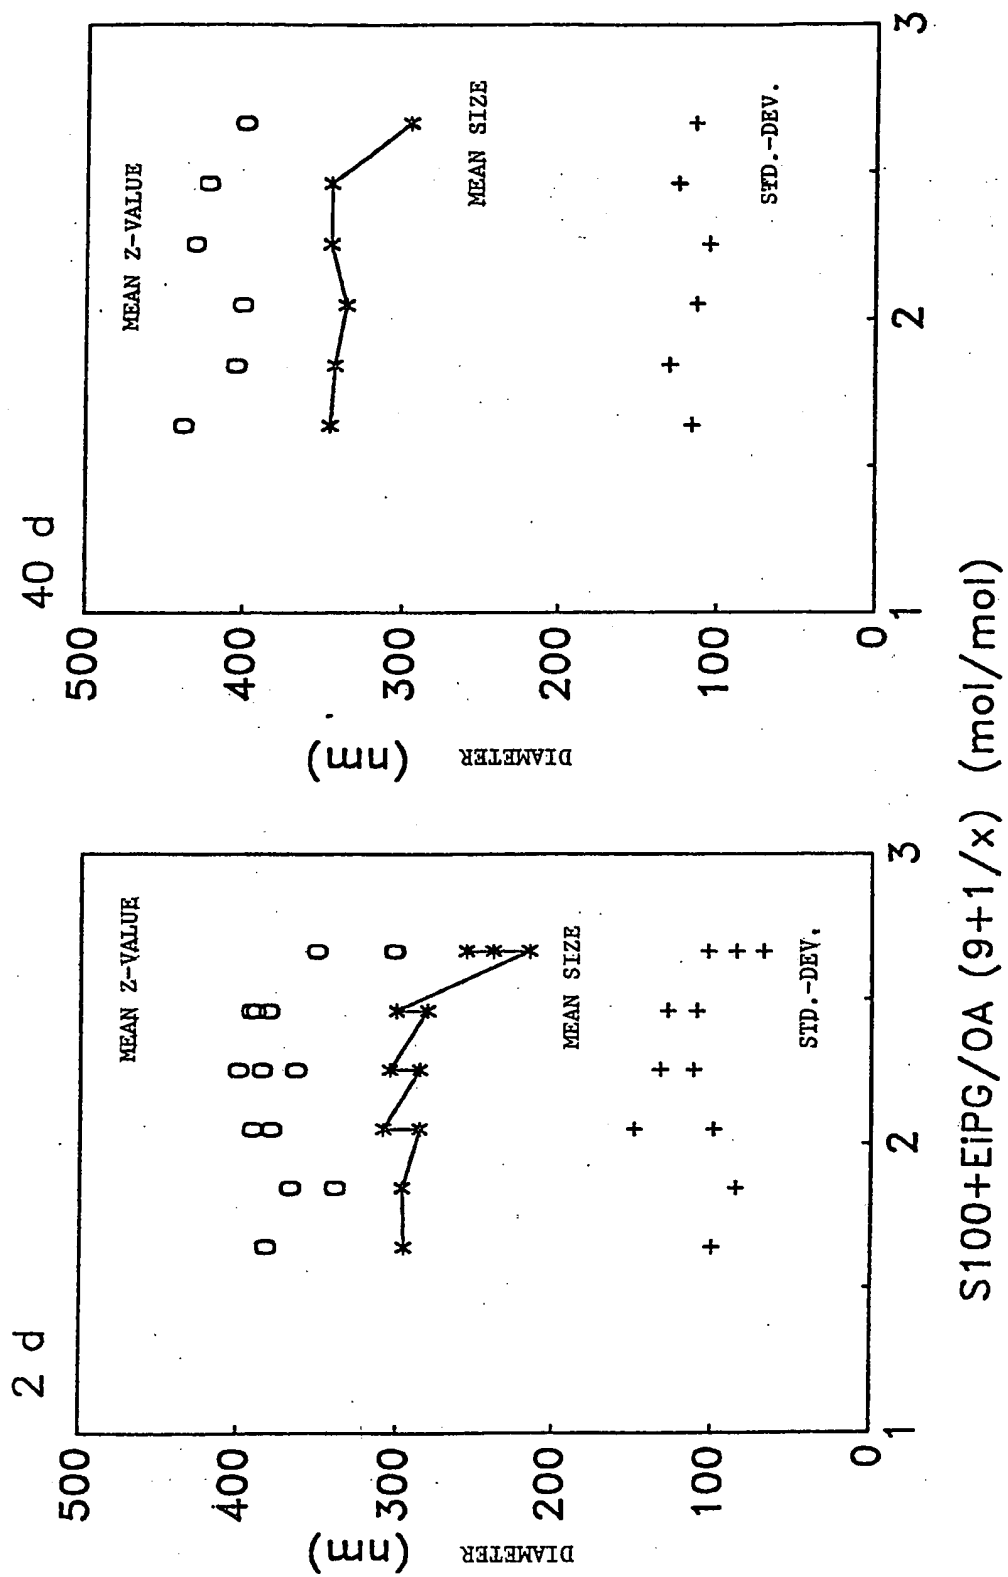 2 d
500
400
300
200
100
0
(nm)
DIAMETER
1
2
3
MEAN Z-VALUE
MEAN SIZE
STD.-DEV.
40 d
500
400
300
200
100
0
(nm)
DIAMETER
1
2
3
MEAN Z-VALUE
MEAN SIZE
STD.-DEV.
S100+EiPG/OA (9+1/x) (mol/mol)